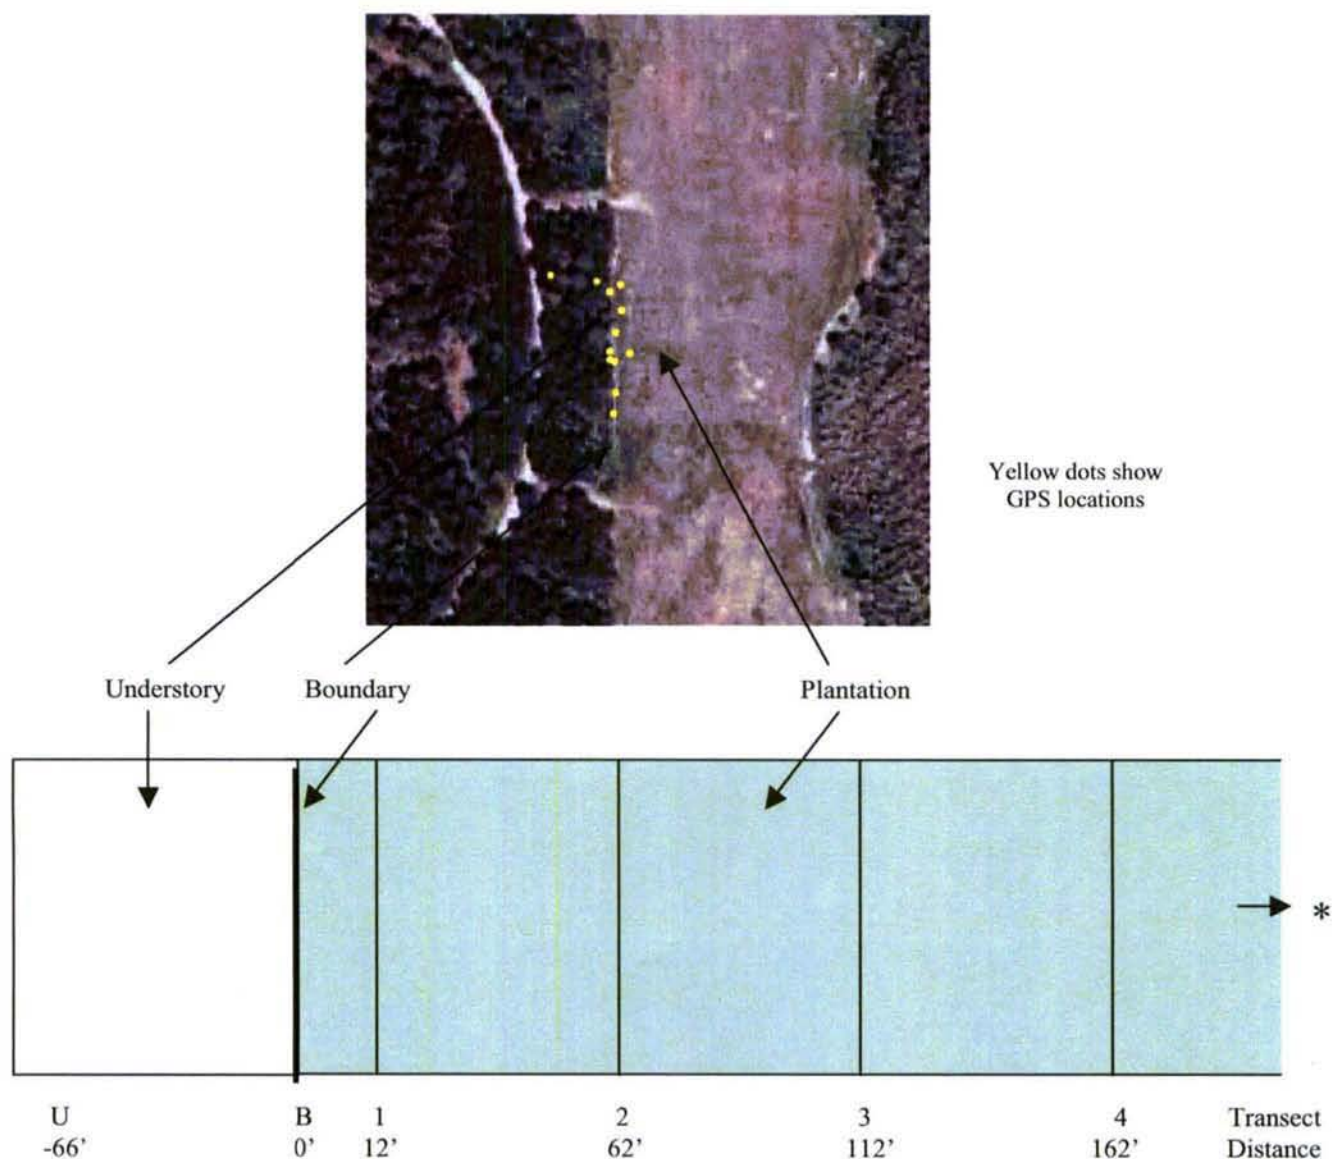 Yellow dots show
GPS locations
Understory
Boundary
Plantation
*
U B 1 2 3 4 Transect
-66’ 0’ 12’ 62’ 112’ 162’ Distance